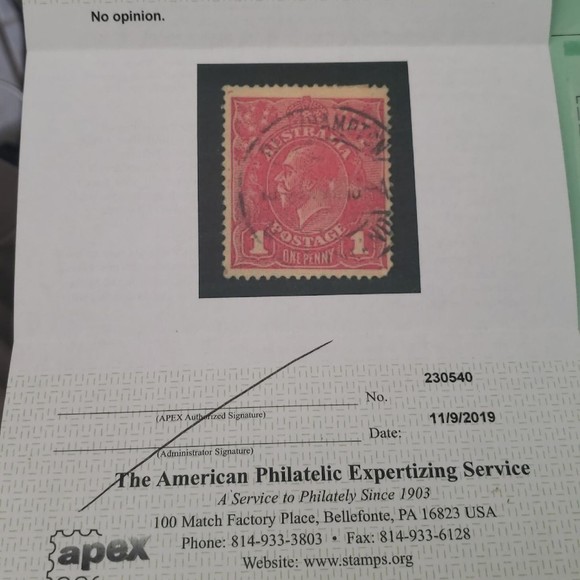 No opinion.
AUSTRALIA
POSTAGE
1 1
ONE PENNY
230540
No.
(APEX Authorized Signature)
11/9/2019
Date:
(Administrator Signature)
The American Philatelic Expertizing Service
A Service to Philately Since 1903
100 Match Factory Place, Bellefonte, PA 16823 USA
Phone: 814-933-3803 • Fax: 814-933-6128
Website: www.stamps.org
apex